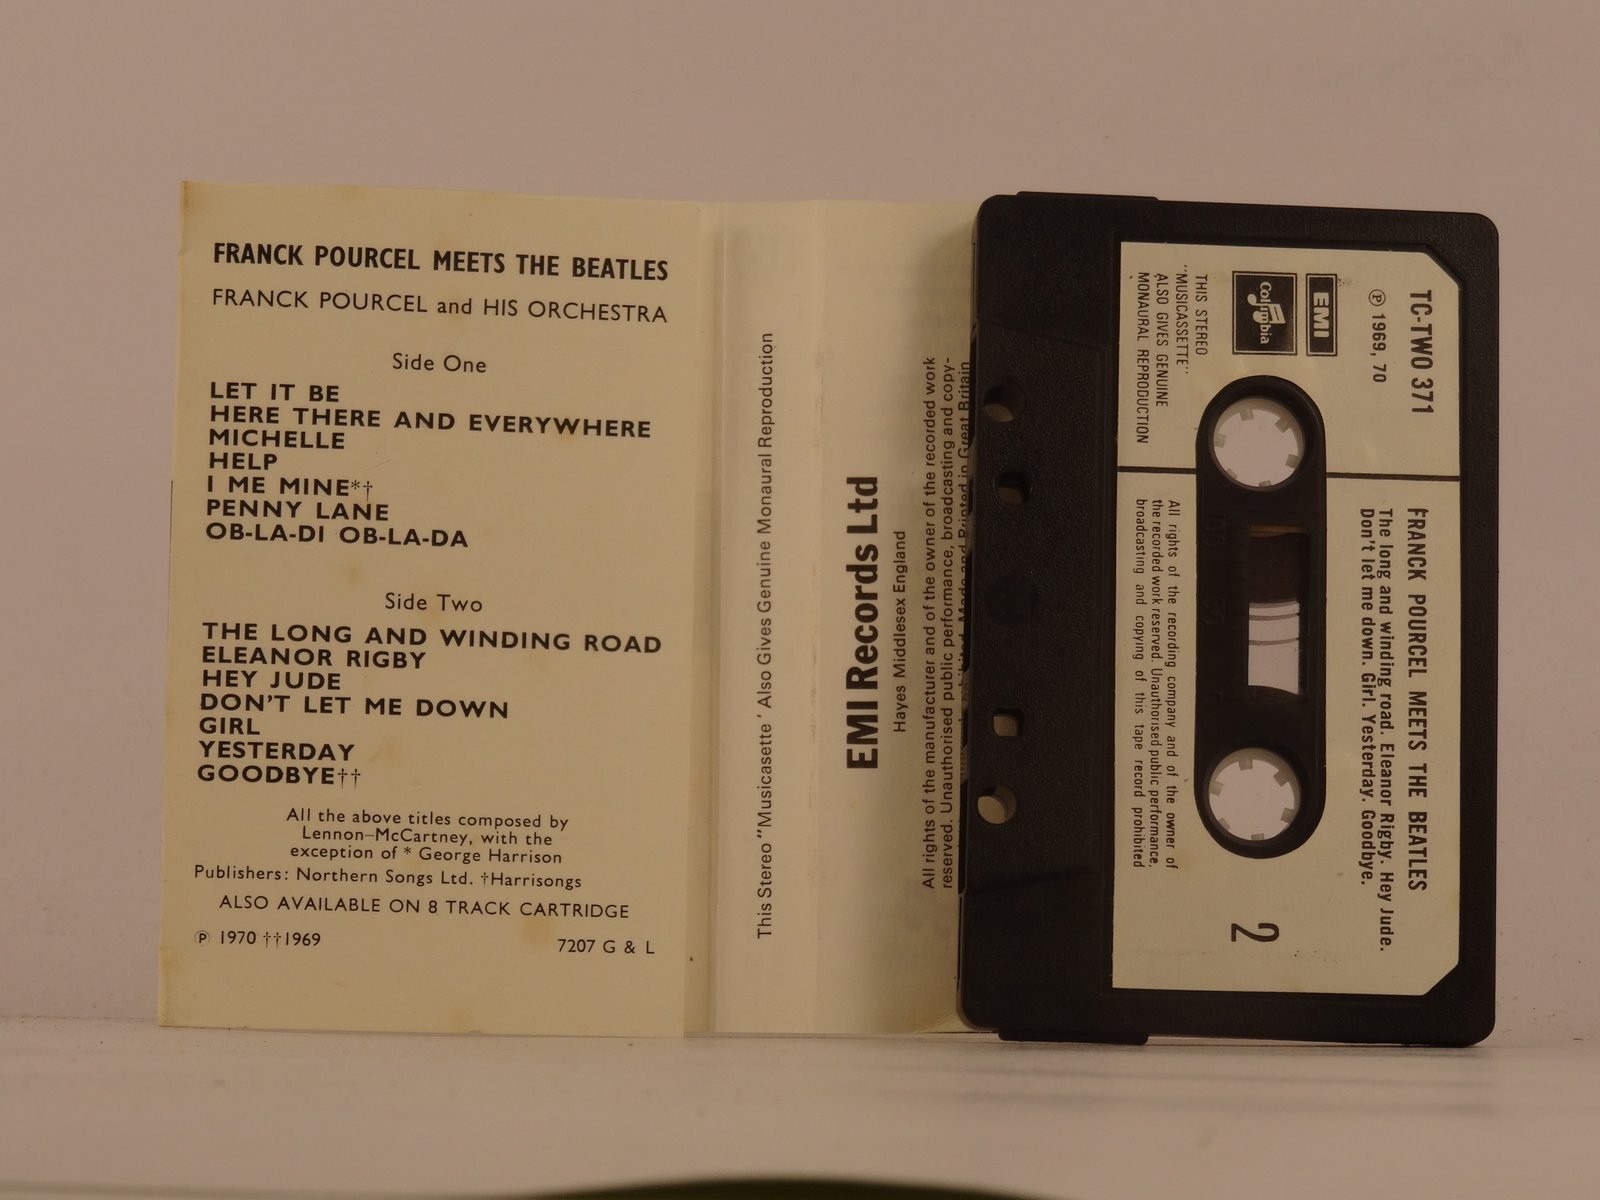 FRANCK POURCEL MEETS THE BEATLES
FRANCK POURCEL and HIS ORCHESTRA
Side One
LET IT BE
HERE THERE AND EVERYWHERE
MICHELLE
HELP
I ME MINE*†
PENNY LANE
OB-LA-DI OB-LA-DA
Side Two
THE LONG AND WINDING ROAD
ELEANOR RIGBY
HEY JUDE
DON'T LET ME DOWN
GIRL
YESTERDAY
GOODBYE††
All the above titles composed by
Lennon–McCartney, with the
exception of * George Harrison
Publishers: Northern Songs Ltd. †Harrisongs
ALSO AVAILABLE ON 8 TRACK CARTRIDGE
℗ 1970 ††1969
7207 G & L
This Stereo "Musicasette' Also Gives Genuine Monaural Reproduction
EMI Records Ltd
Hayes Middlesex England
All rights of the manufacturer and of the owner of the recorded work
reserved. Unauthorised public performance, broadcasting and copy-
Made and Printed in Great Britain
TC-TWO 371
℗ 1969, 70
EMI
Columbia
THIS STEREO
"MUSICASSETTE"
ALSO GIVES GENUINE
MONAURAL REPRODUCTION
FRANCK POURCEL MEETS THE BEATLES
The long and winding road. Eleanor Rigby. Hey Jude.
Don't let me down. Girl. Yesterday. Goodbye.
All rights of the recording company and of the owner of
the recorded work reserved. Unauthorised public performance,
broadcasting and copying of this tape record prohibited
2